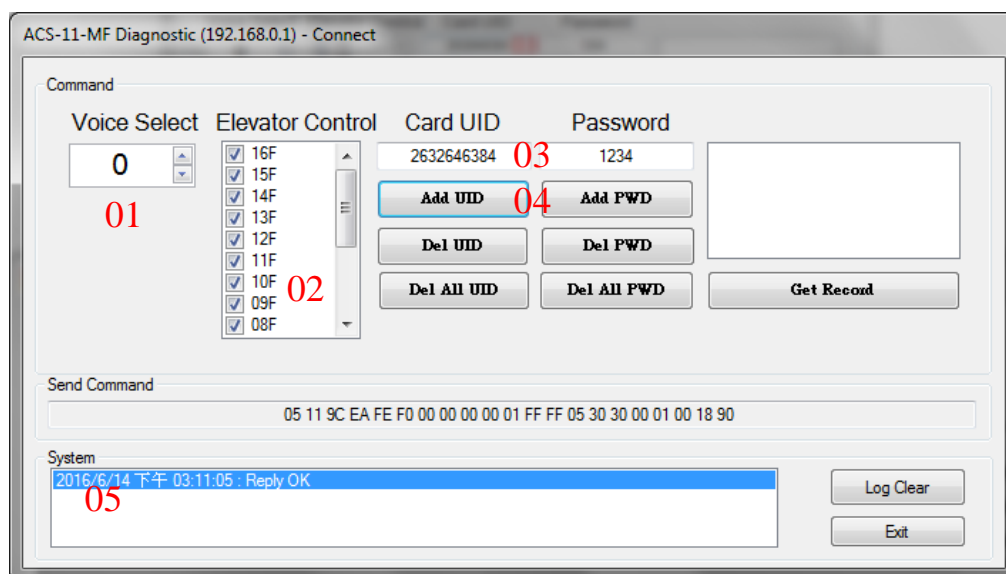 ACS-11-MF Diagnostic (192.168.0.1) - Connect
Command
Voice Select Elevator Control Card UID Password
0
16F
15F
14F
13F
12F
11F
10F
09F
08F
2632646384
1234
Add UID
Add PWD
Del UID
Del PWD
Del All UID
Del All PWD
Get Record
01
02
03
04
Send Command
05 11 9C EA FE F0 00 00 00 00 01 FF FF 05 30 30 00 01 00 18 90
System
2016/6/14 下午 03:11:05 : Reply OK
05
Log Clear
Exit